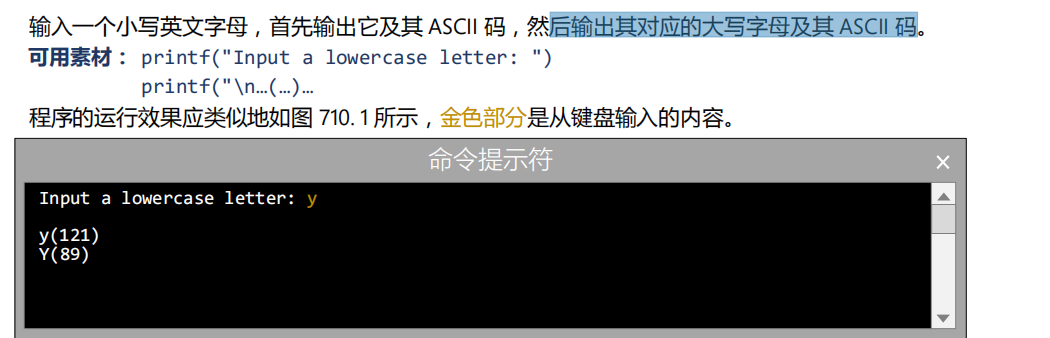 输入一个小写英文字母，首先输出它及其 ASCII 码，然后输出其对应的大写字母及其 ASCII 码。
可用素材： printf("Input a lowercase letter: ")
printf("\n…(…)…
程序的运行效果应类似地如图 710.1 所示，金色部分是从键盘输入的内容。
命令提示符
Input a lowercase letter: y
y(121)
Y(89)